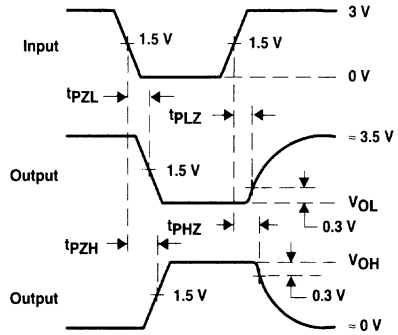 3 V
Input
1.5 V
1.5 V
0 V
tPZL
tPLZ
≈ 3.5 V
Output
1.5 V
VOL
0.3 V
tPZH
tPHZ
VOH
0.3 V
Output
1.5 V
≈ 0 V